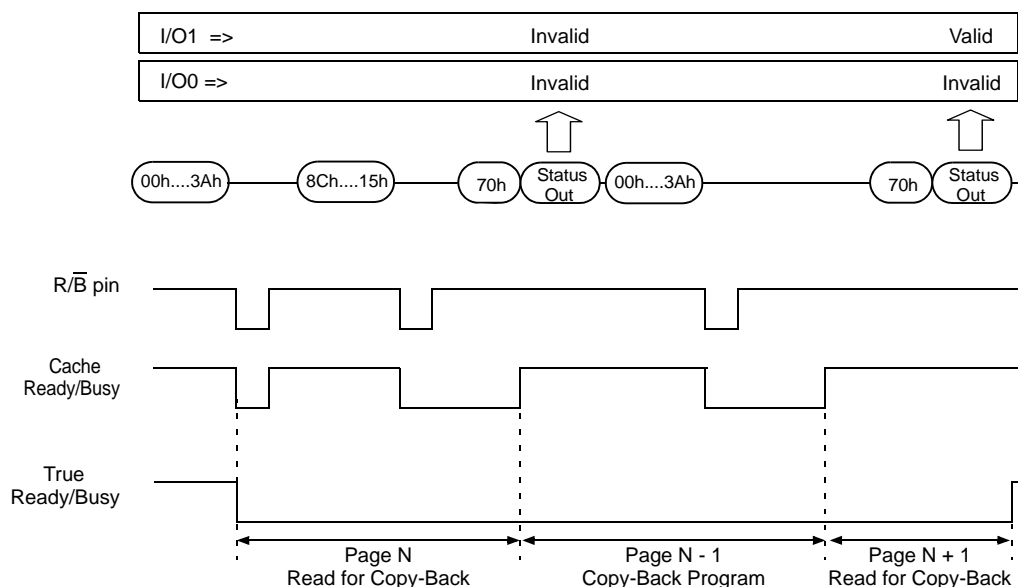 I/O1 => Invalid Valid
I/O0 => Invalid Invalid
00h....3Ah 8Ch....15h 70h Status Out 00h....3Ah 70h Status Out
R/B̅ pin
Cache
Ready/Busy
True
Ready/Busy
Page N
Read for Copy-Back
Page N - 1
Copy-Back Program
Page N + 1
Read for Copy-Back